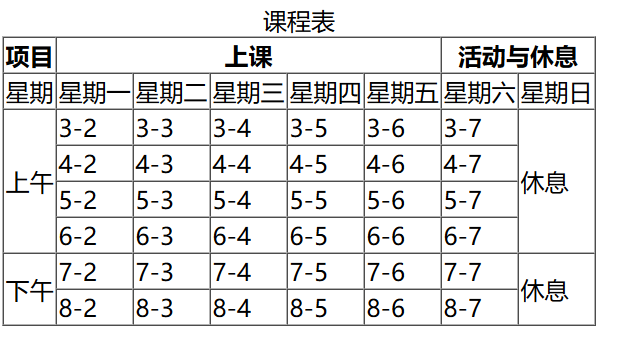 课程表
项目 上课 活动与休息
星期 星期一 星期二 星期三 星期四 星期五 星期六 星期日
上午 3-2 3-3 3-4 3-5 3-6 3-7 休息
4-2 4-3 4-4 4-5 4-6 4-7
5-2 5-3 5-4 5-5 5-6 5-7
6-2 6-3 6-4 6-5 6-6 6-7
下午 7-2 7-3 7-4 7-5 7-6 7-7 休息
8-2 8-3 8-4 8-5 8-6 8-7